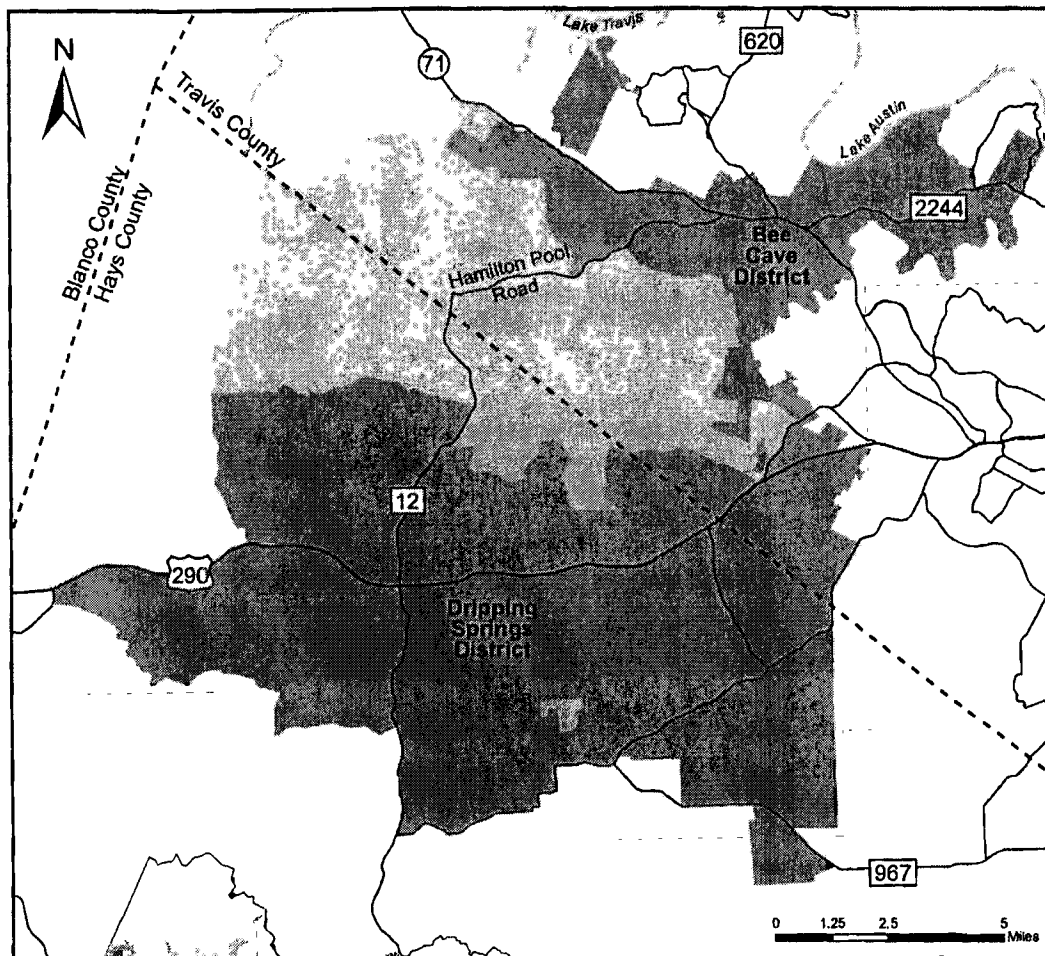 Lake Travis
620
N
71
Travis County
Lake Austin
2244
Blanco County
Hays County
Bee
Cave
District
Hamilton Pool
Road
12
290
Dripping
Springs
District
967
0 1.25 2.5 5
Miles